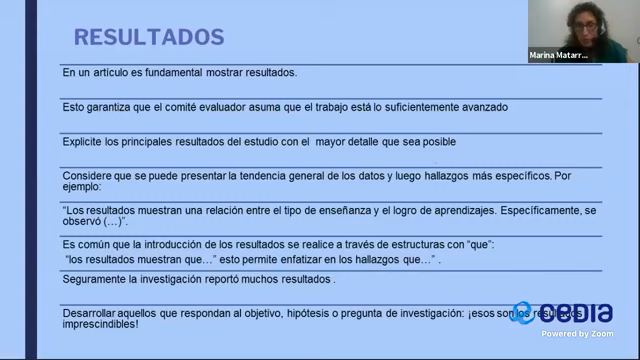 RESULTADOS
Marina Matarr...
En un artículo es fundamental mostrar resultados.
Esto garantiza que el comité evaluador asuma que el trabajo está lo suficientemente avanzado
Explicite los principales resultados del estudio con el mayor detalle que sea posible
Considere que se puede presentar la tendencia general de los datos y luego hallazgos más específicos. Por
ejemplo:
“Los resultados muestran una relación entre el tipo de enseñanza y el logro de aprendizajes. Específicamente, se
observó (…)”.
Es común que la introducción de los resultados se realice a través de estructuras con “que”:
“los resultados muestran que…” esto permite enfatizar en los hallazgos que…” .
Seguramente la investigación reportó muchos resultados .
Desarrollar aquellos que respondan al objetivo, hipótesis o pregunta de investigación: ¡esos son los resultados
imprescindibles!
CEDIA
Powered by Zoom